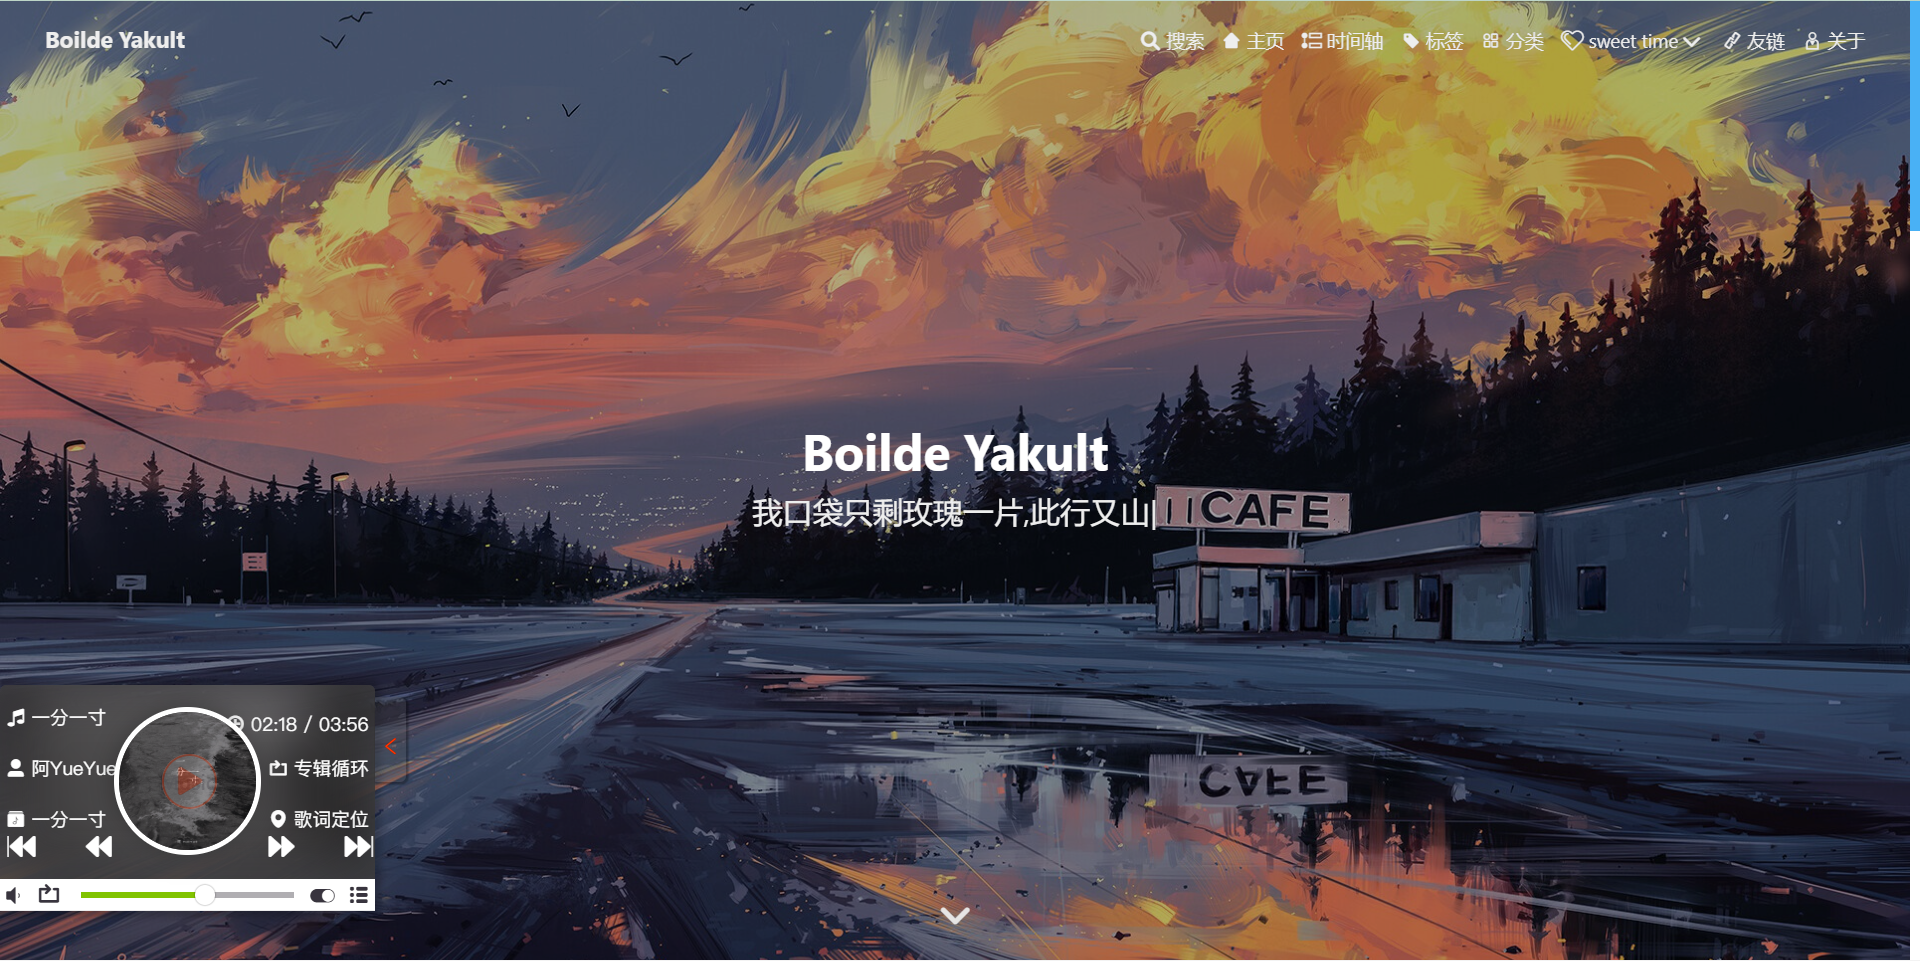 Boilde Yakult
搜索 主页 时间轴 标签 分类 sweet time 友链 关于
Boilde Yakult
我口袋只剩玫瑰一片,此行又山|
CAFE
一分一寸
02:18 / 03:56
阿YueYue
专辑循环
一分一寸
歌词定位